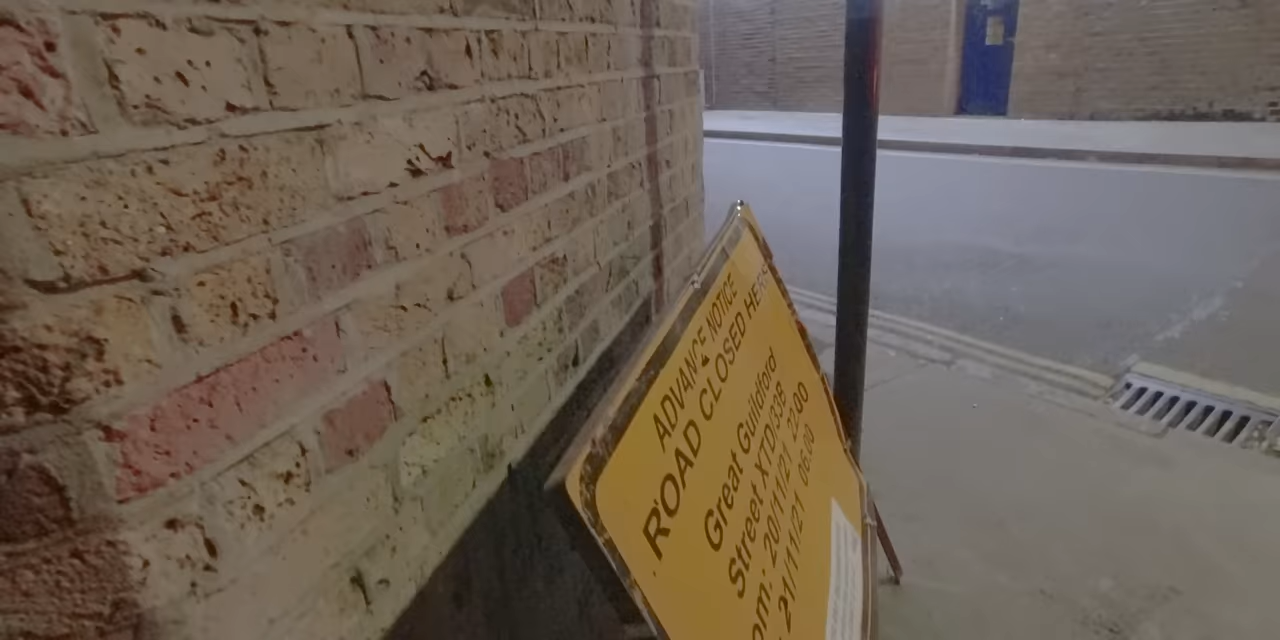 ADVANCE NOTICE
ROAD CLOSED HERE
Great Guildford
Street XTD/338
om: 20/11/21 22.00
21/11/21 06.00